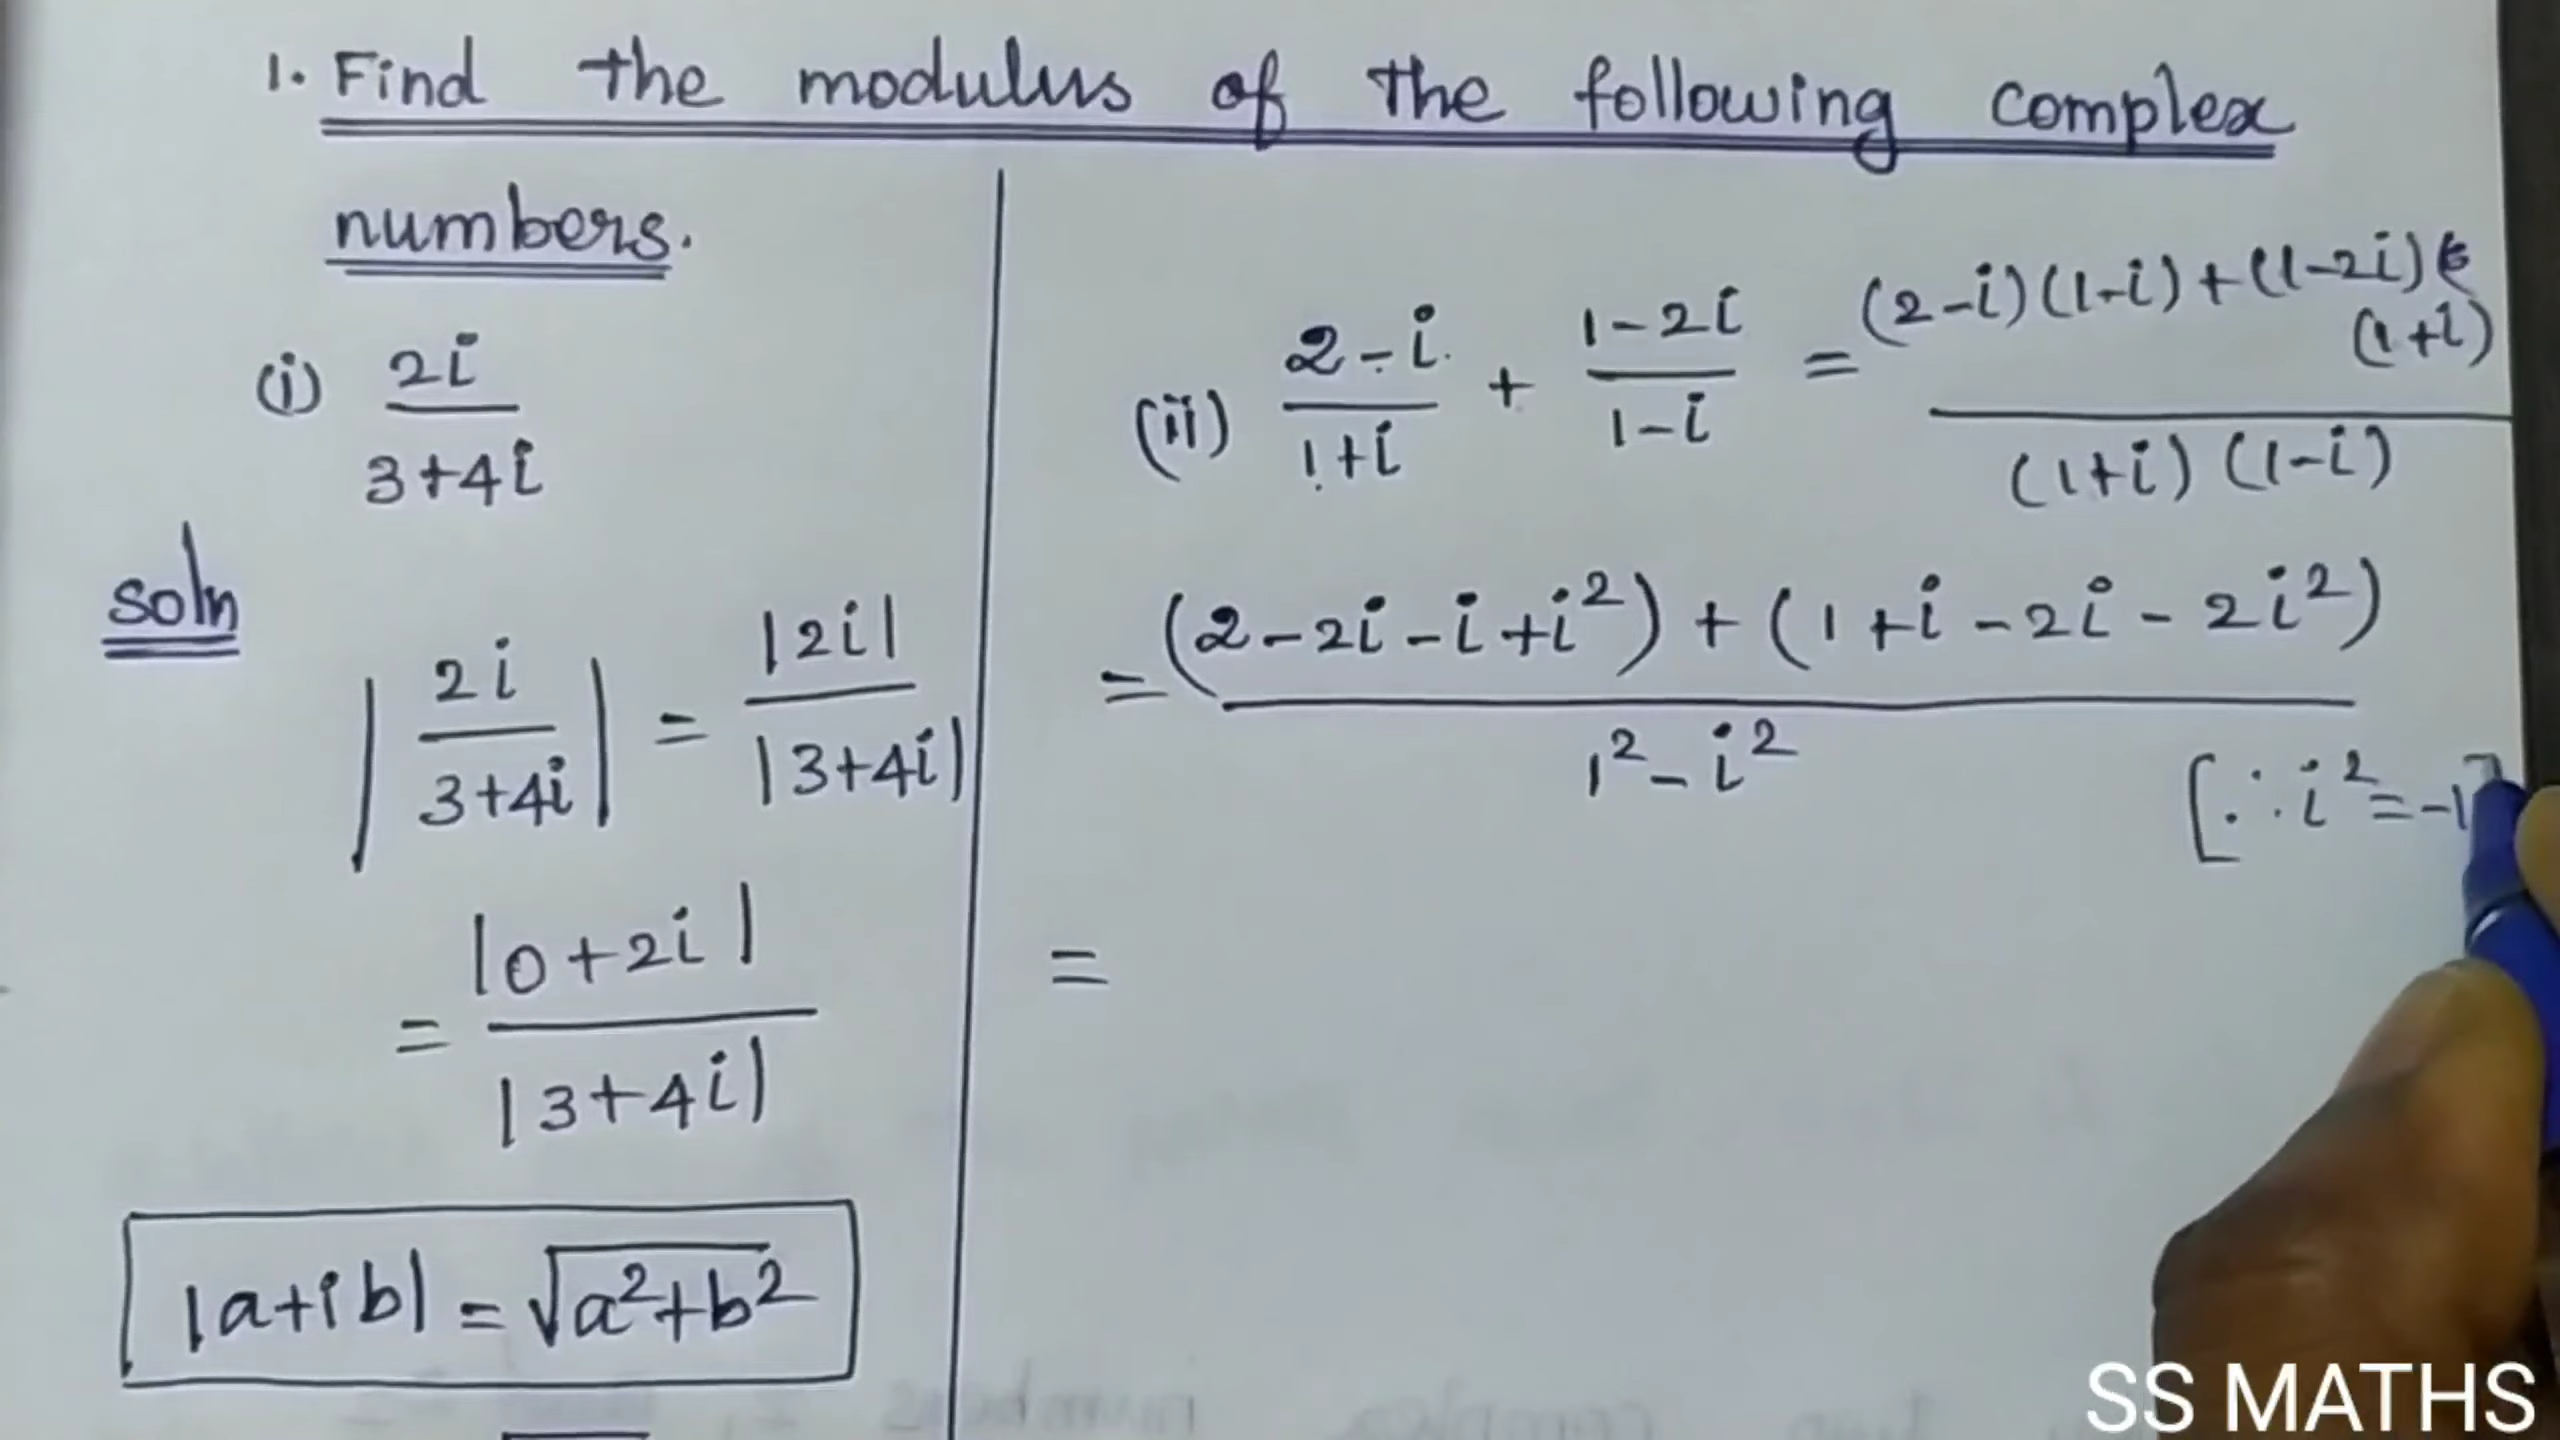 1. Find the modulus of the following complex
numbers.
(i) 2i / 3+4i
soln
|2i / 3+4i| = |2i| / |3+4i|
= |0+2i| / |3+4i|
|a+ib| = √a²+b²
(ii) 2-i / 1+i + 1-2i / 1-i = (2-i)(1-i)+(1-2i)(1+i) / (1+i)(1-i)
= (2-2i-i+i²)+(1+i-2i-2i²) / 1²-i²
[∵ i²=-1]
=
SS MATHS